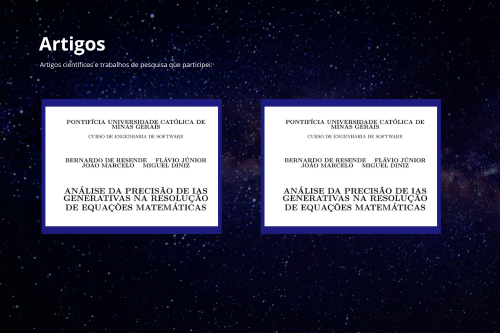 Artigos
Artigos científicos e trabalhos de pesquisa que participei:
PONTIFÍCIA UNIVERSIDADE CATÓLICA DE
MINAS GERAIS
CURSO DE ENGENHARIA DE SOFTWARE
BERNARDO DE RESENDE FLÁVIO JÚNIOR
JOÃO MARCELO MIGUEL DINIZ
ANÁLISE DA PRECISÃO DE IAS
GENERATIVAS NA RESOLUÇÃO
DE EQUAÇÕES MATEMÁTICAS
PONTIFÍCIA UNIVERSIDADE CATÓLICA DE
MINAS GERAIS
CURSO DE ENGENHARIA DE SOFTWARE
BERNARDO DE RESENDE FLÁVIO JÚNIOR
JOÃO MARCELO MIGUEL DINIZ
ANÁLISE DA PRECISÃO DE IAS
GENERATIVAS NA RESOLUÇÃO
DE EQUAÇÕES MATEMÁTICAS